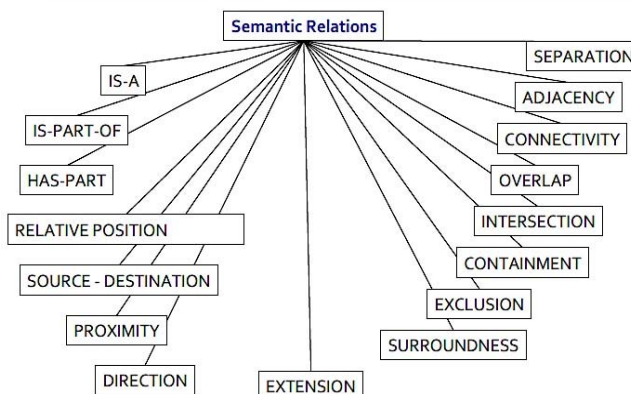 Semantic Relations
SEPARATION
IS-A
ADJACENCY
IS-PART-OF
CONNECTIVITY
HAS-PART
OVERLAP
RELATIVE POSITION
INTERSECTION
CONTAINMENT
SOURCE - DESTINATION
EXCLUSION
PROXIMITY
SURROUNDNESS
DIRECTION
EXTENSION